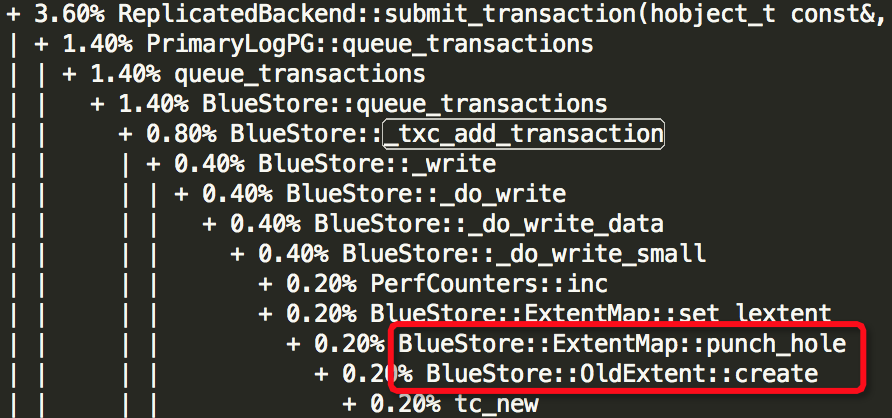 + 3.60% ReplicatedBackend::submit_transaction(hobject_t const&,
| + 1.40% PrimaryLogPG::queue_transactions
| | + 1.40% queue_transactions
| | + 1.40% BlueStore::queue_transactions
| | + 0.80% BlueStore::_txc_add_transaction
| | | + 0.40% BlueStore::_write
| | | + 0.40% BlueStore::_do_write
| | | + 0.40% BlueStore::_do_write_data
| | | + 0.40% BlueStore::_do_write_small
| | | + 0.20% PerfCounters::inc
| | | + 0.20% BlueStore::ExtentMap::set_lextent
| | | + 0.20% BlueStore::ExtentMap::punch_hole
| | | + 0.20% BlueStore::OldExtent::create
| | | + 0.20% tc_new